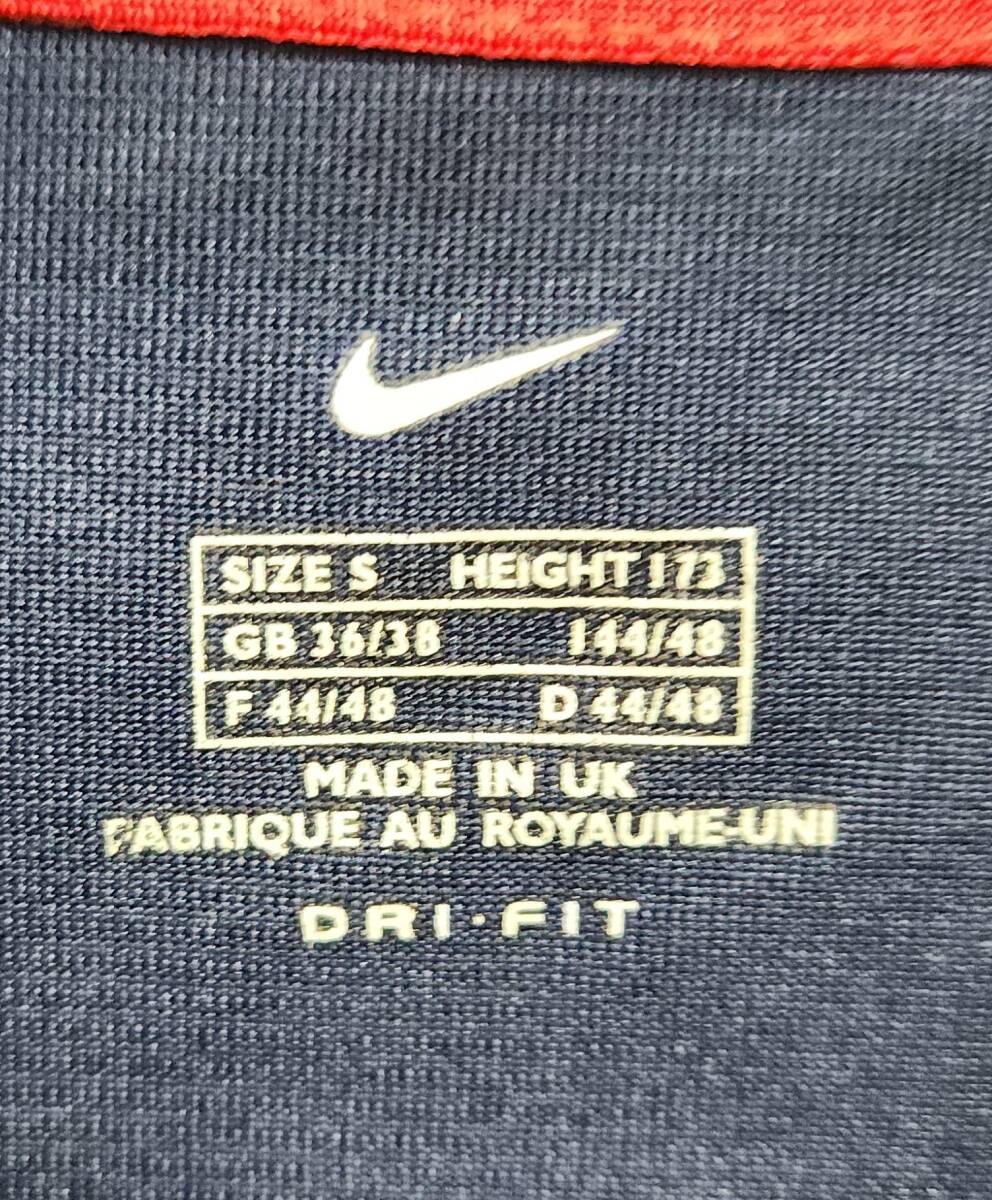 SIZE S HEIGHT 173
GB 36/38 I 44/48
F 44/48 D 44/48
MADE IN UK
FABRIQUE AU ROYAUME-UNI
DRI·FIT